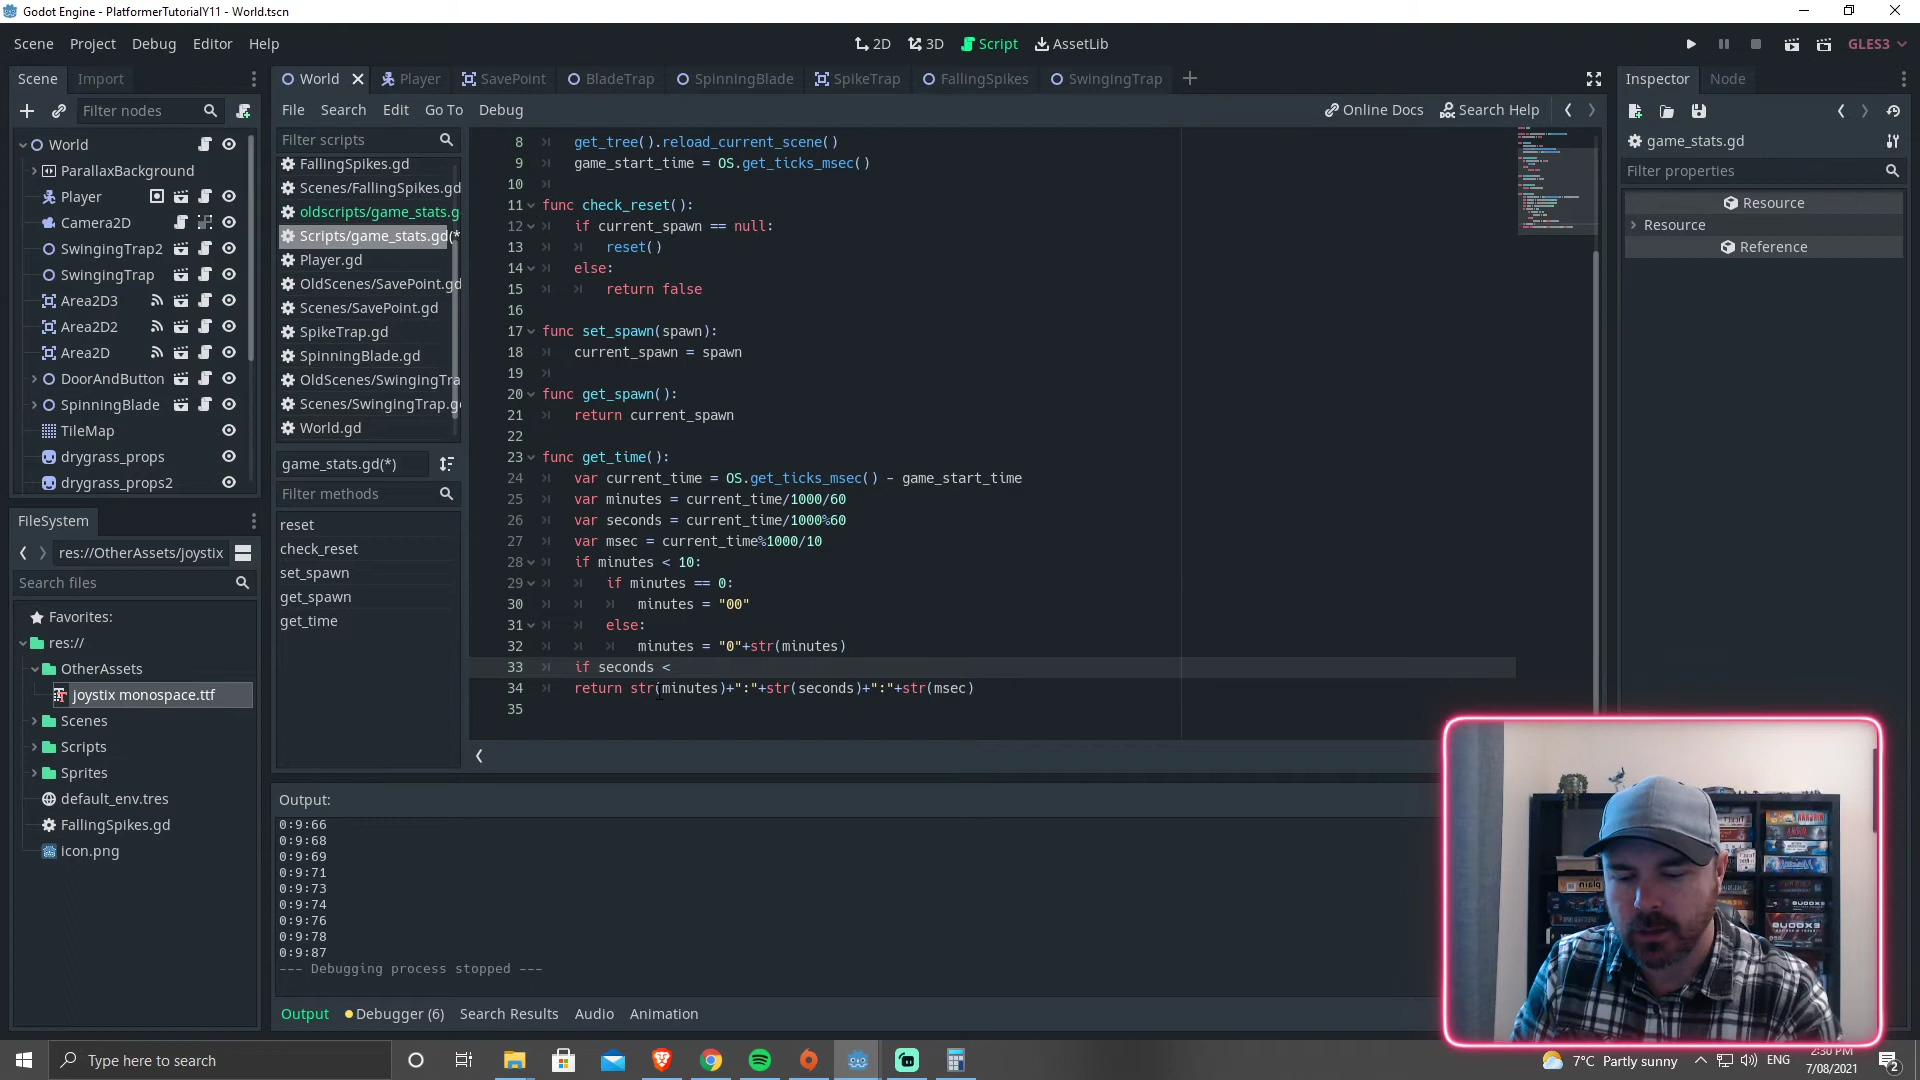 Godot Engine - PlatformerTutorialY11 - World.tscn
Scene Project Debug Editor Help
2D 3D Script AssetLib
GLES3
Scene Import
Filter nodes
World
ParallaxBackground
Player
Camera2D
SwingingTrap2
SwingingTrap
Area2D3
Area2D2
Area2D
DoorAndButton
SpinningBlade
TileMap
drygrass_props
drygrass_props2
FileSystem
res://OtherAssets/joystix
Search files
Favorites:
res://
OtherAssets
joystix monospace.ttf
Scenes
Scripts
Sprites
default_env.tres
FallingSpikes.gd
icon.png
World Player SavePoint BladeTrap SpinningBlade SpikeTrap FallingSpikes SwingingTrap
File Search Edit Go To Debug
Online Docs Search Help
Filter scripts
FallingSpikes.gd
Scenes/FallingSpikes.gd
oldscripts/game_stats.g
Scripts/game_stats.gd(*
Player.gd
OldScenes/SavePoint.gd
Scenes/SavePoint.gd
SpikeTrap.gd
SpinningBlade.gd
OldScenes/SwingingTra
Scenes/SwingingTrap.g
World.gd
game_stats.gd(*)
Filter methods
reset
check_reset
set_spawn
get_spawn
get_time
8 get_tree().reload_current_scene()
9 game_start_time = OS.get_ticks_msec()
10
11 func check_reset():
12 if current_spawn == null:
13 reset()
14 else:
15 return false
16
17 func set_spawn(spawn):
18 current_spawn = spawn
19
20 func get_spawn():
21 return current_spawn
22
23 func get_time():
24 var current_time = OS.get_ticks_msec() - game_start_time
25 var minutes = current_time/1000/60
26 var seconds = current_time/1000%60
27 var msec = current_time%1000/10
28 if minutes < 10:
29 if minutes == 0:
30 minutes = "00"
31 else:
32 minutes = "0"+str(minutes)
33 if seconds <
34 return str(minutes)+":"+str(seconds)+":"+str(msec)
35
Output:
0:9:66
0:9:68
0:9:69
0:9:71
0:9:73
0:9:74
0:9:76
0:9:78
0:9:87
--- Debugging process stopped ---
Output Debugger (6) Search Results Audio Animation
Inspector Node
game_stats.gd
Filter properties
Resource
Resource
Reference
Type here to search
7°C Partly sunny
ENG
2:30 PM
7/08/2021
2